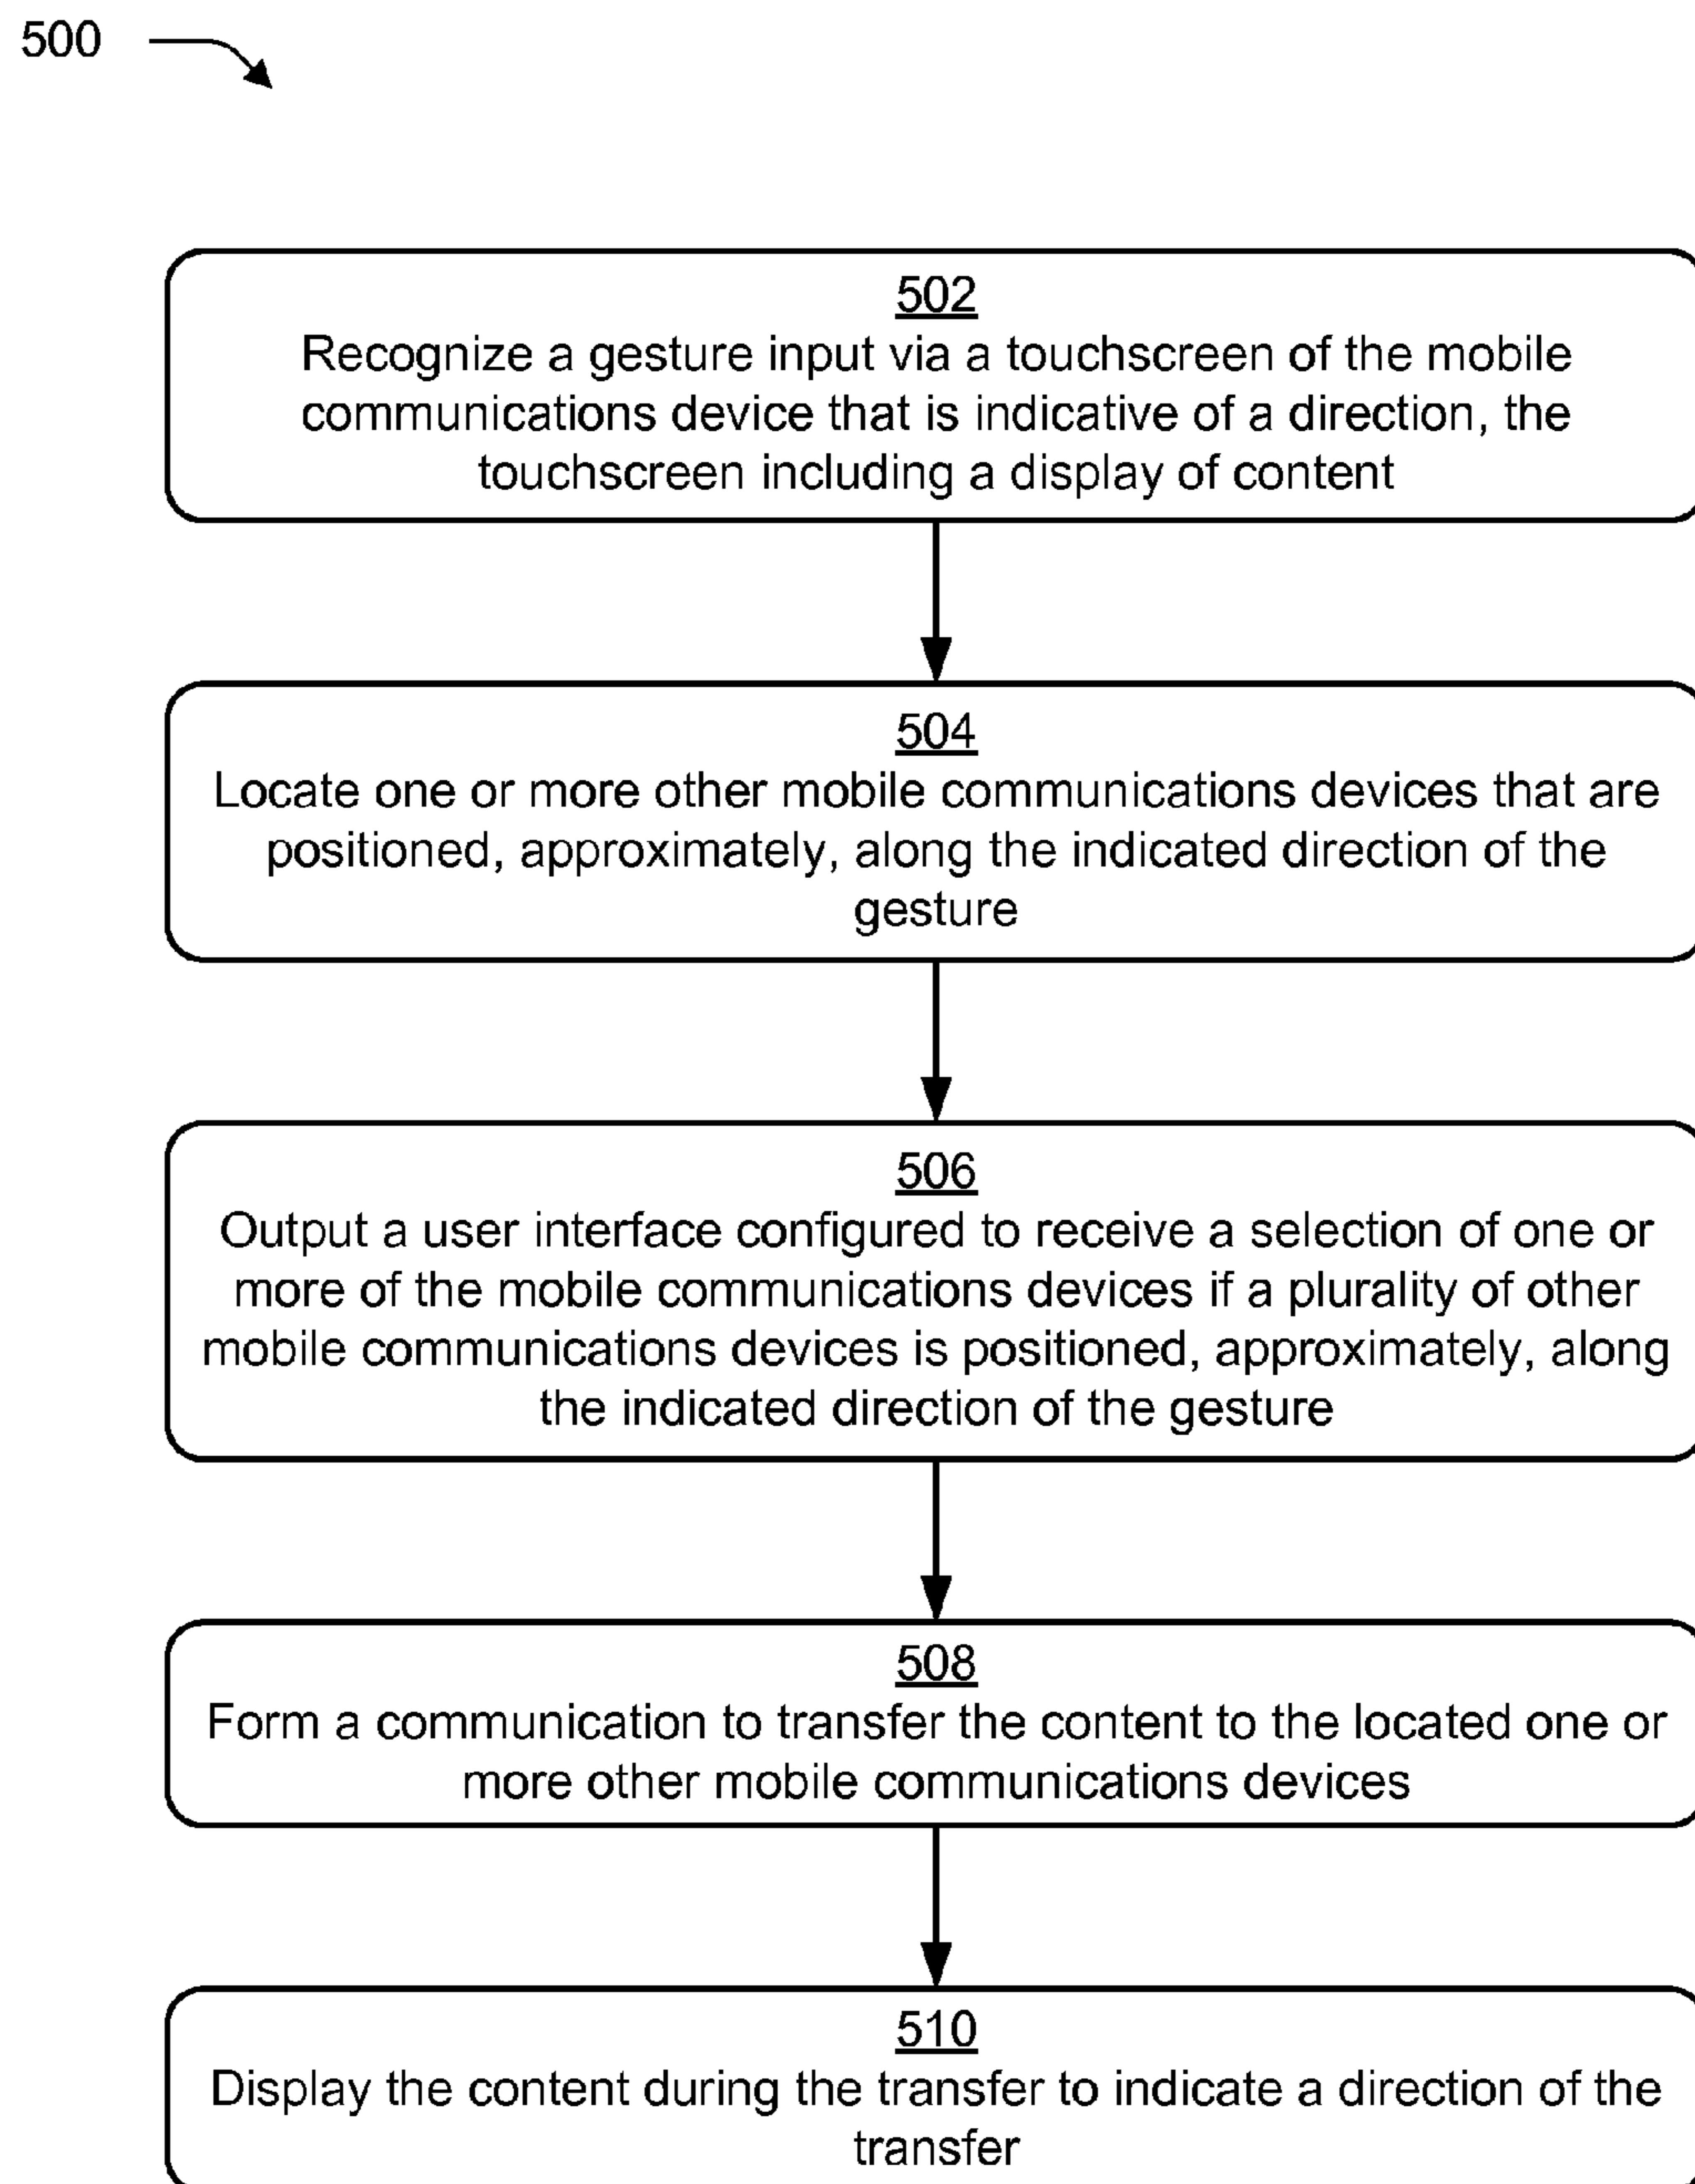 500
502
Recognize a gesture input via a touchscreen of the mobile
communications device that is indicative of a direction, the
touchscreen including a display of content
504
Locate one or more other mobile communications devices that are
positioned, approximately, along the indicated direction of the
gesture
506
Output a user interface configured to receive a selection of one or
more of the mobile communications devices if a plurality of other
mobile communications devices is positioned, approximately, along
the indicated direction of the gesture
508
Form a communication to transfer the content to the located one or
more other mobile communications devices
510
Display the content during the transfer to indicate a direction of the
transfer